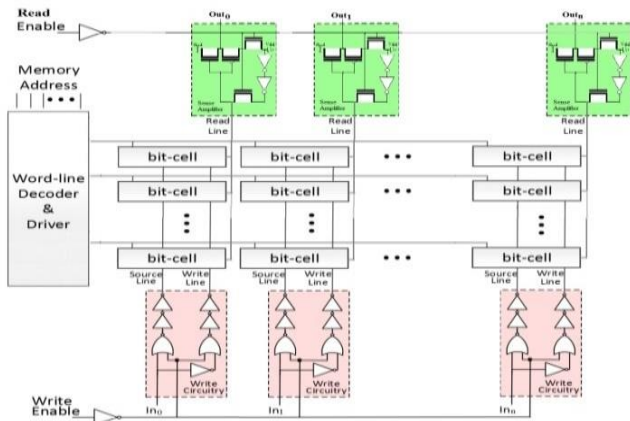 Read
Enable
Out0
Out1
Outn
Memory
Address
Sense
Amplifier
Sense
Amplifier
Sense
Amplifier
Read
Line
Read
Line
Read
Line
Word-line
Decoder
&
Driver
bit-cell
bit-cell
bit-cell
bit-cell
bit-cell
bit-cell
bit-cell
bit-cell
bit-cell
Source
Line
Write
Line
Source
Line
Write Line
Source
Line
Write
Line
Write
Circuitry
Write
Circuitry
Write
Circuitry
Write
Enable
In0
In1
Inn